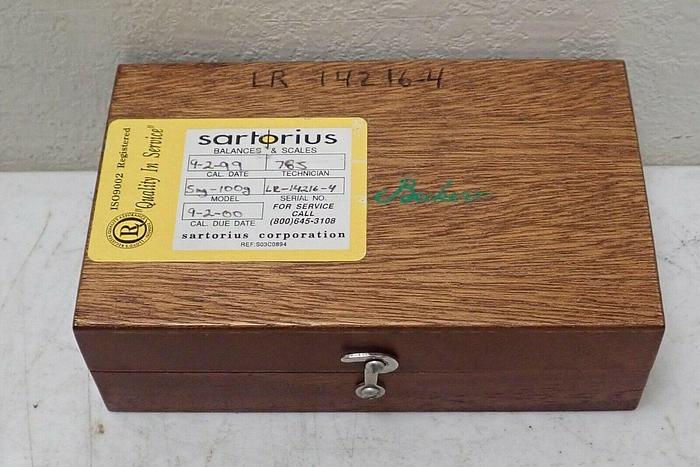 LR-14216-4
ISO9002 Registered
"Quality In Service"
R
sartorius
BALANCES & SCALES
9-2-99
CAL. DATE TECHNICIAN
5mg-100g LR-14216-4
MODEL SERIAL NO.
9-2-00
CAL. DUE DATE
FOR SERVICE
CALL
(800)645-3108
sartorius corporation
REF:S03C0894